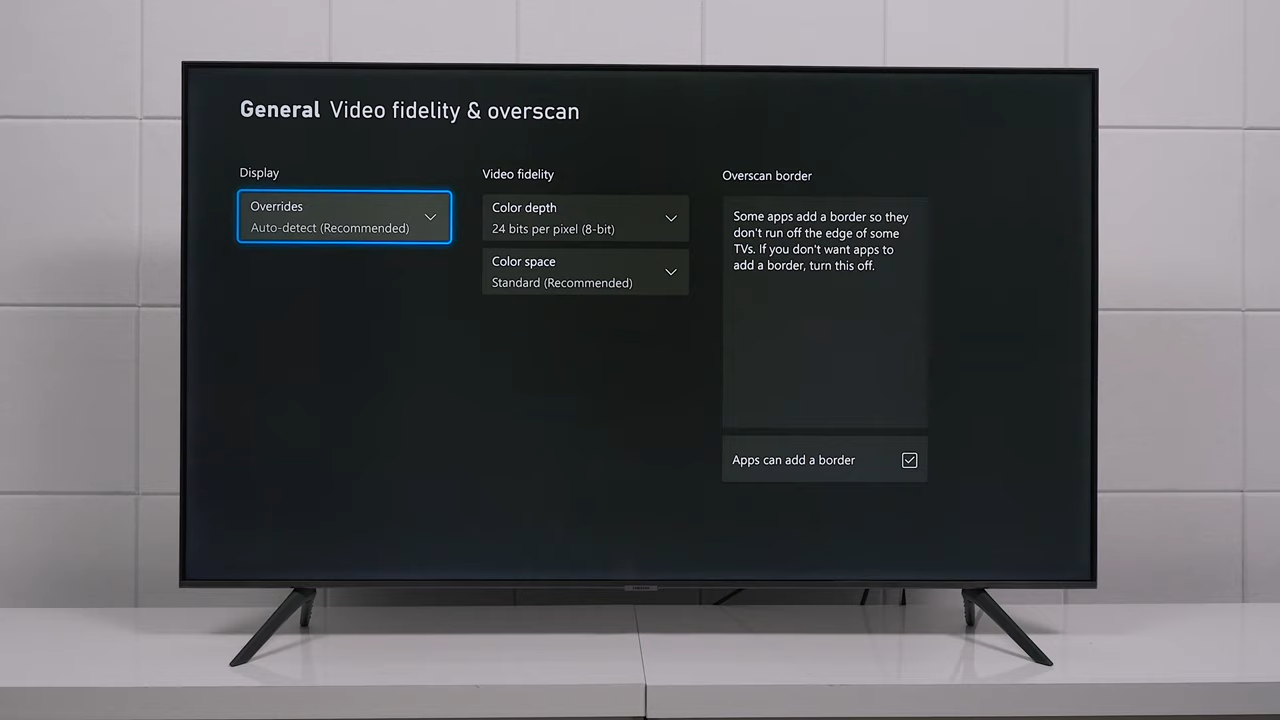 General Video fidelity & overscan
Display
Overrides
Auto-detect (Recommended)
Video fidelity
Color depth
24 bits per pixel (8-bit)
Color space
Standard (Recommended)
Overscan border
Some apps add a border so they
don't run off the edge of some
TVs. If you don't want apps to
add a border, turn this off.
Apps can add a border